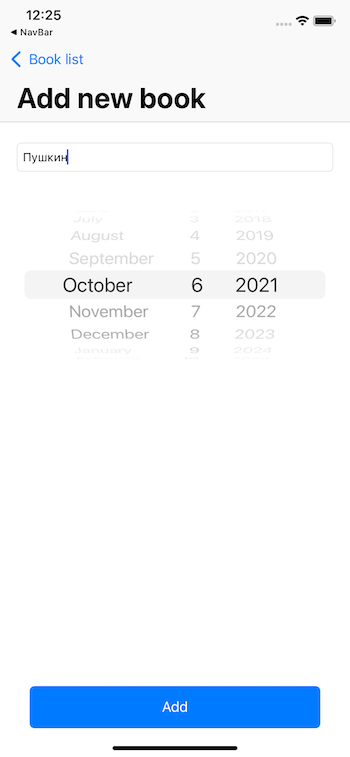 12:25
◀ NavBar
Book list
Add new book
Пушкин
July 3 2018
August 4 2019
September 5 2020
October 6 2021
November 7 2022
December 8 2023
January 9 2024
Add